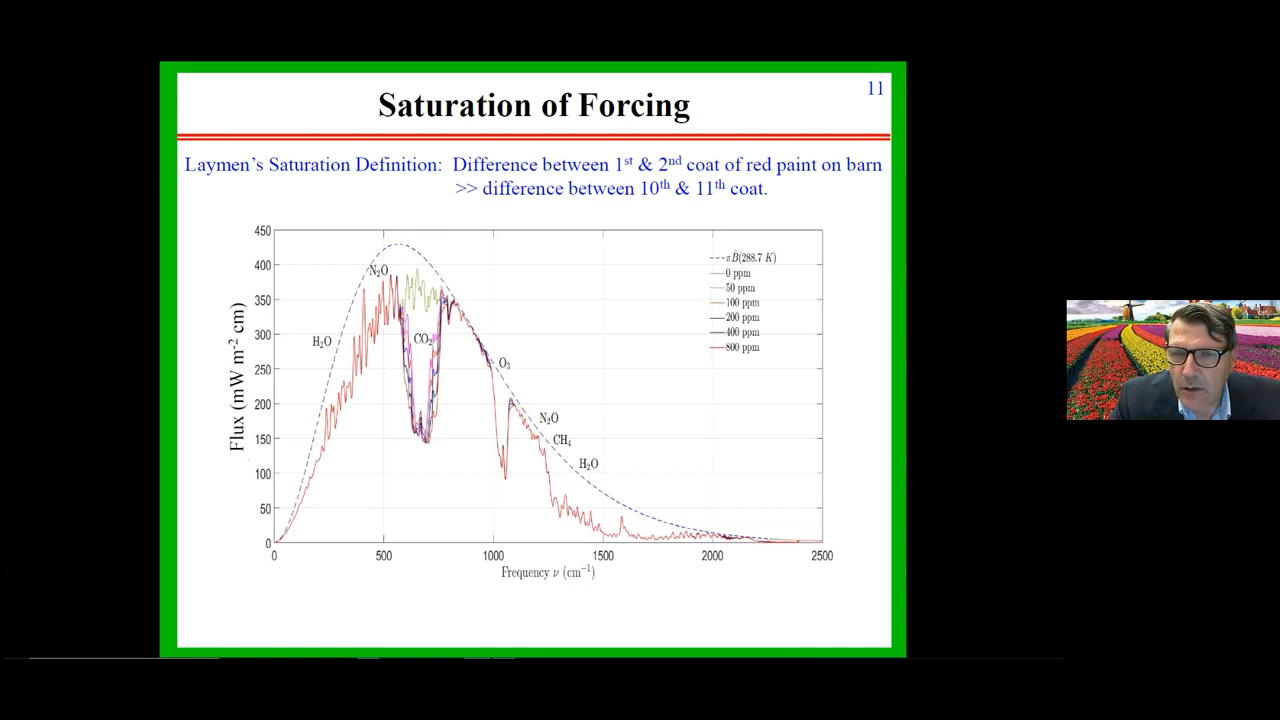 11
Saturation of Forcing
Laymen's Saturation Definition: Difference between 1st & 2nd coat of red paint on barn
>> difference between 10th & 11th coat.
450
400
350
300
250
200
150
100
50
0
Flux (mW m-2 cm)
N₂O
H₂O
CO₂
O₃
N₂O
CH₄
H₂O
πB̃(288.7 K)
0 ppm
50 ppm
100 ppm
200 ppm
400 ppm
800 ppm
0 500 1000 1500 2000 2500
Frequency ν (cm⁻¹)